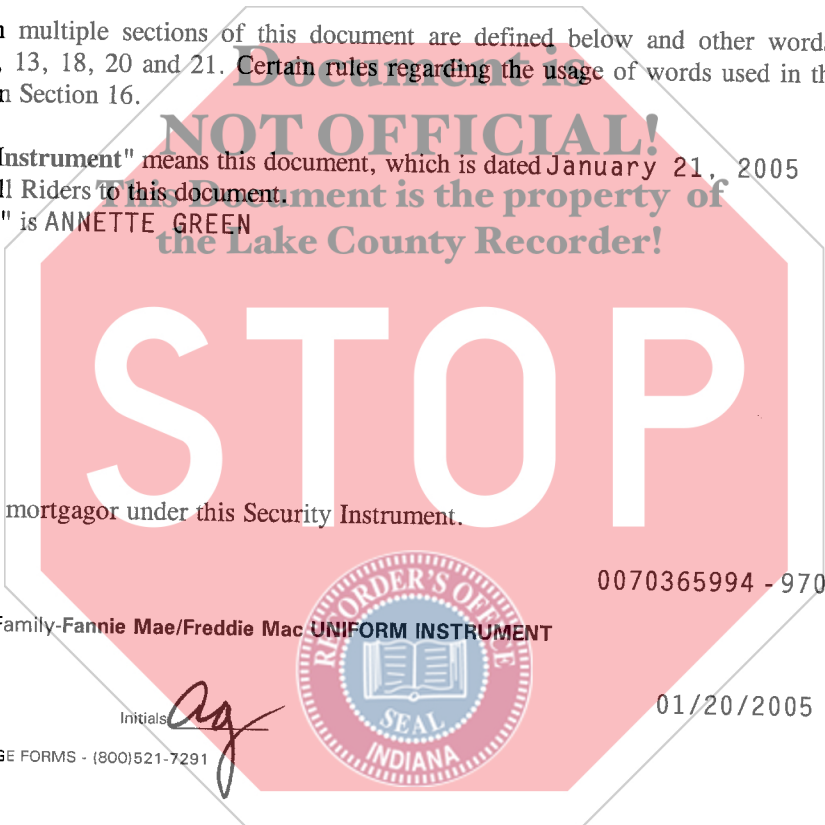 multiple sections of this document are defined below and other words
, 13, 18, 20 and 21. Certain rules regarding the usage of words used in th
n Section 16.
Document is
NOT OFFICIAL!
Instrument" means this document, which is dated January 21, 2005
ll Riders to this document.
This Document is the property of
" is ANNETTE GREEN
the Lake County Recorder!
STOP
mortgagor under this Security Instrument.
0070365994 - 970
Family-Fannie Mae/Freddie Mac UNIFORM INSTRUMENT
RECORDER'S OFFICE
SEAL
INDIANA
Initials ag
01/20/2005
GE FORMS - (800)521-7291